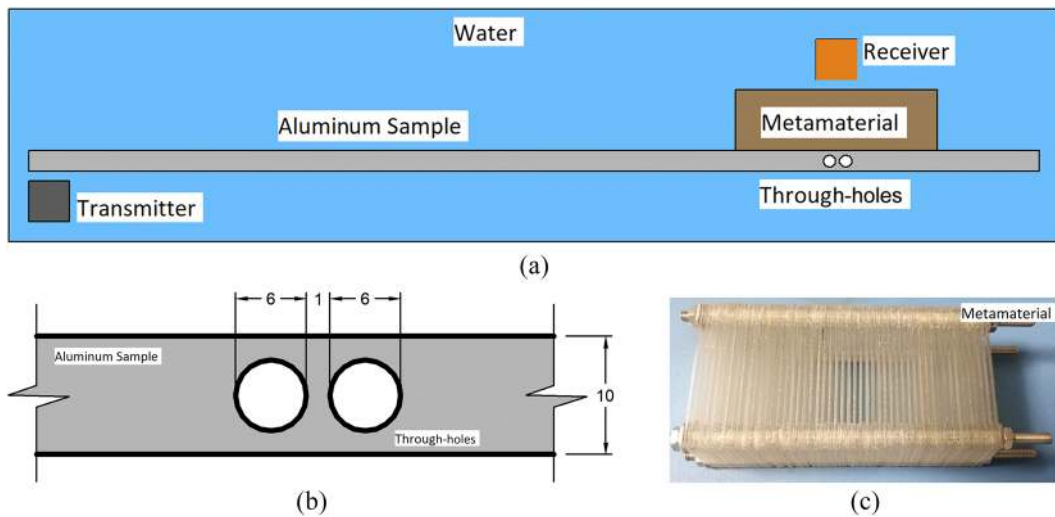 Water
Receiver
Aluminum Sample
Metamaterial
Through-holes
Transmitter
(a)
6 1 6
Aluminum Sample
10
Through-holes
(b)
Metamaterial
(c)